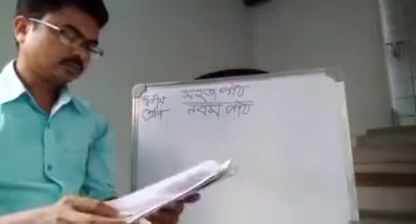 দ্বিতীয় শ্রেণি
সহজ পাঠ
নবম পাঠ